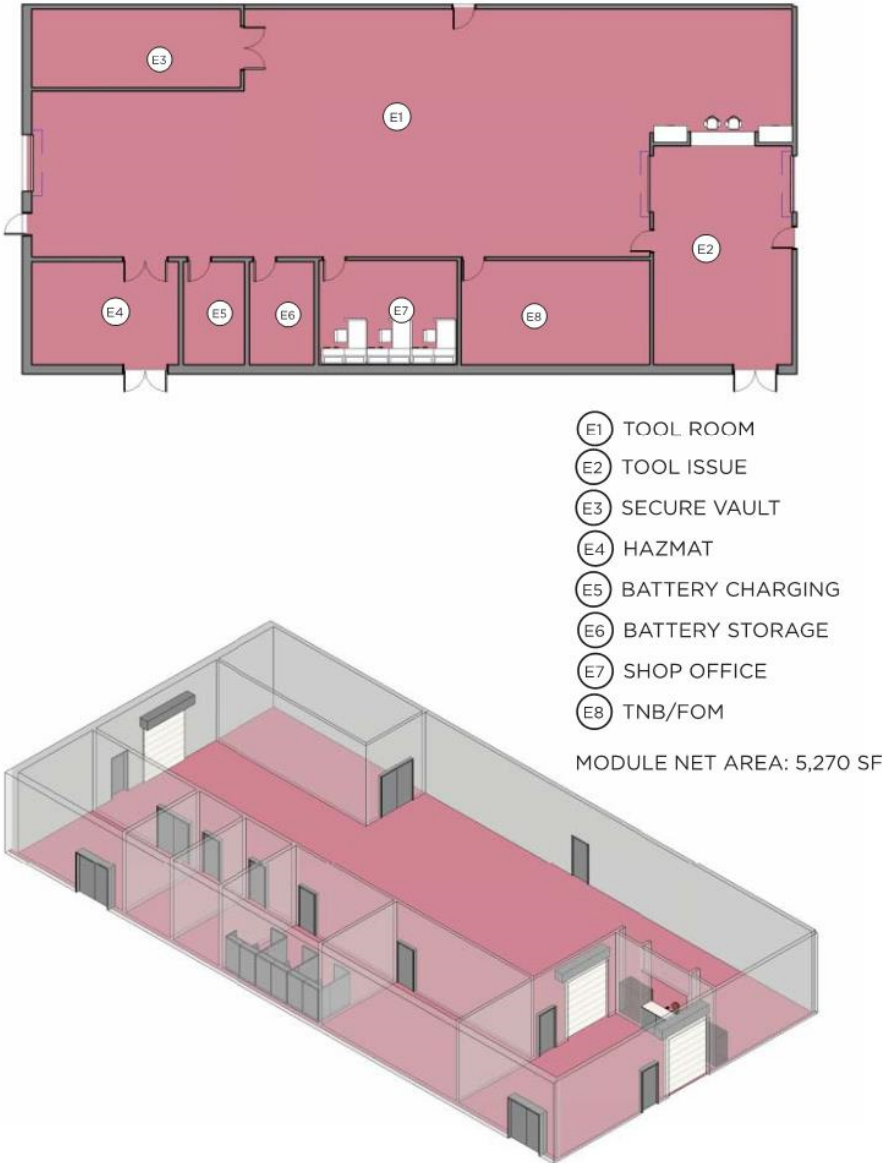 E3
E1
E2
E4
E5
E6
E7
E8
E1 TOOL ROOM
E2 TOOL ISSUE
E3 SECURE VAULT
E4 HAZMAT
E5 BATTERY CHARGING
E6 BATTERY STORAGE
E7 SHOP OFFICE
E8 TNB/FOM
MODULE NET AREA: 5,270 SF